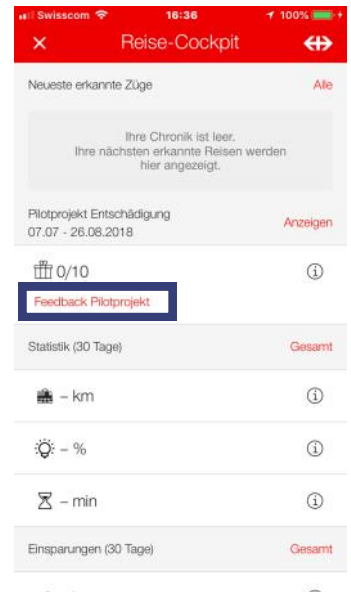 Swisscom 16:36 100%
Reise-Cockpit
Neueste erkannte Züge Alle
Ihre Chronik ist leer.
Ihre nächsten erkannte Reisen werden
hier angezeigt.
Pilotprojekt Entschädigung
07.07 - 26.08.2018 Anzeigen
0/10
Feedback Pilotprojekt
Statistik (30 Tage) Gesamt
– km
– %
– min
Einsparungen (30 Tage) Gesamt